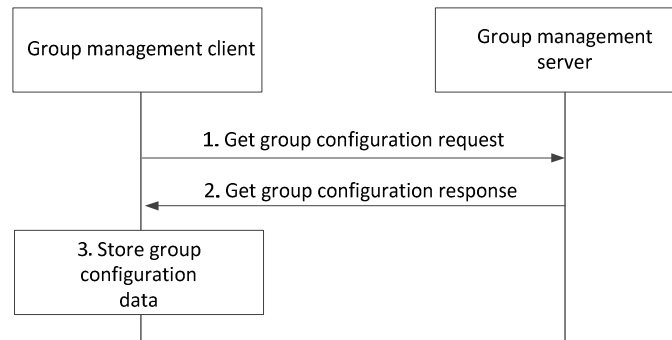 Group management client
Group management
server
1. Get group configuration request
2. Get group configuration response
3. Store group
configuration
data